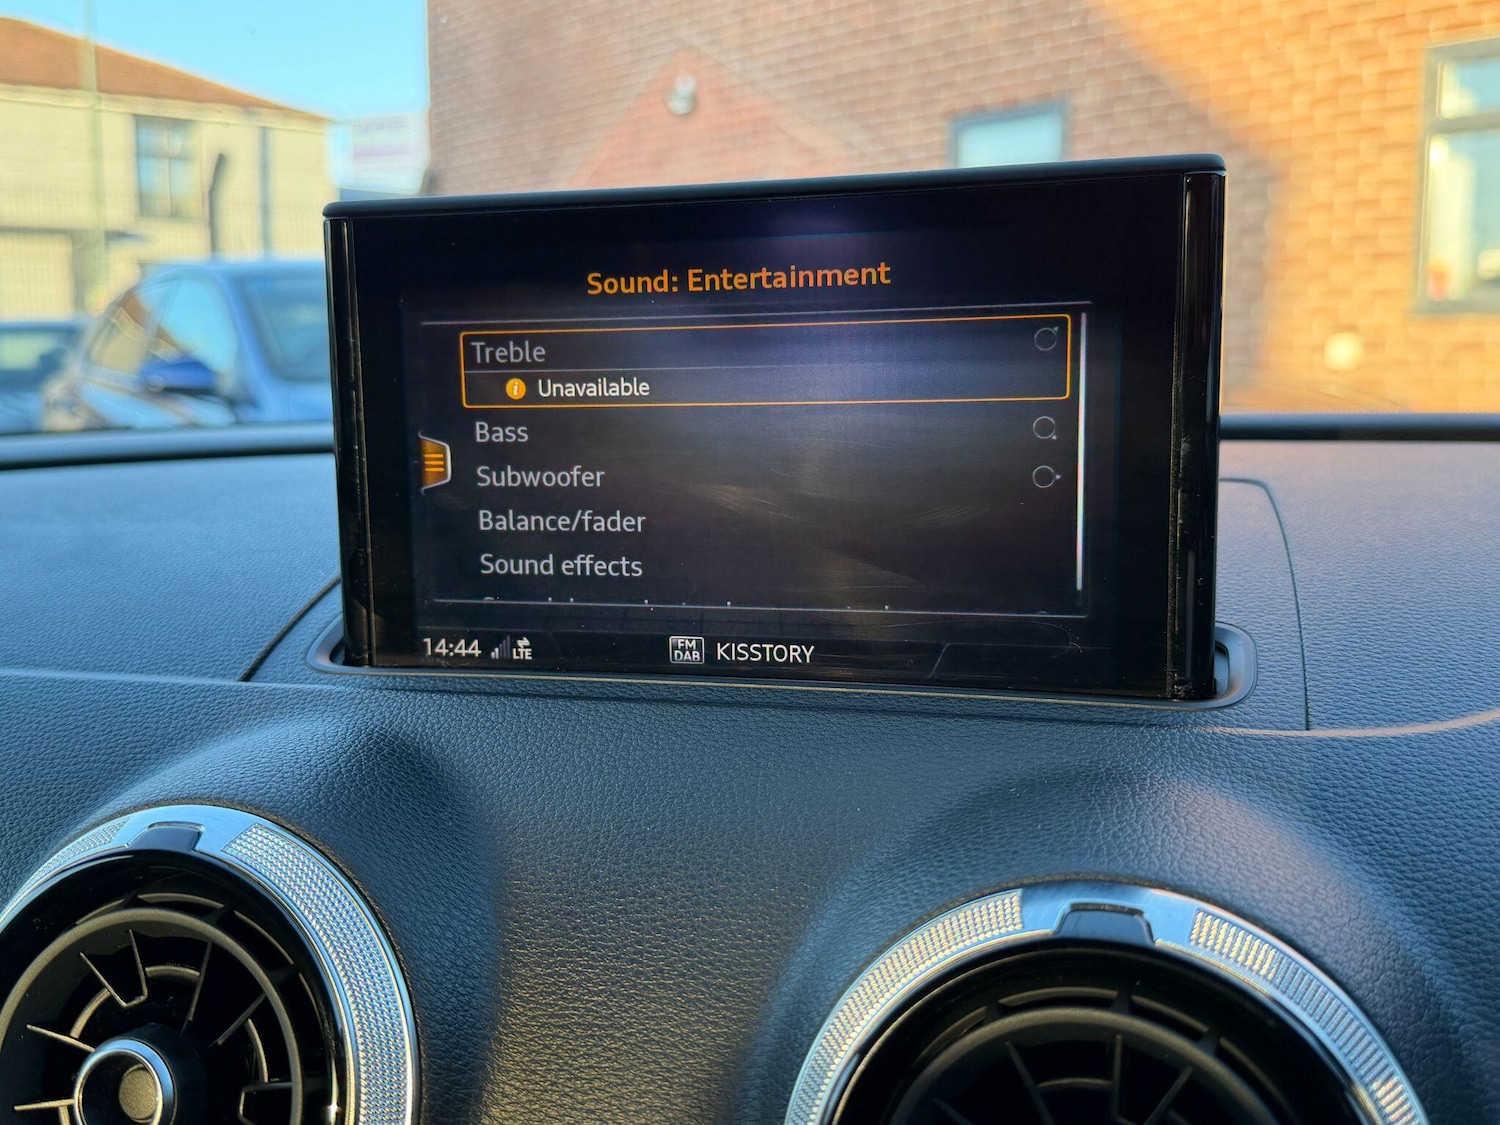 Sound: Entertainment
Treble
i Unavailable
Bass
Subwoofer
Balance/fader
Sound effects
14:44 LTE FM DAB KISSTORY